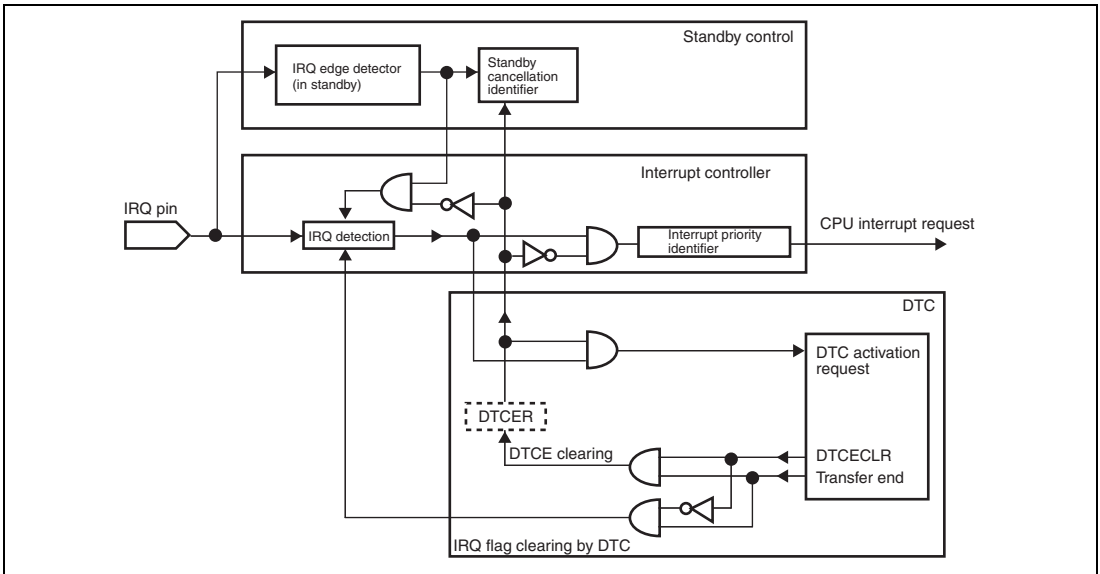 Standby control
IRQ edge detector
(in standby)
Standby
cancellation
identifier
Interrupt controller
IRQ pin
IRQ detection
Interrupt priority
identifier
CPU interrupt request
DTC
DTC activation
request
DTCER
DTCE clearing
DTCECLR
Transfer end
IRQ flag clearing by DTC